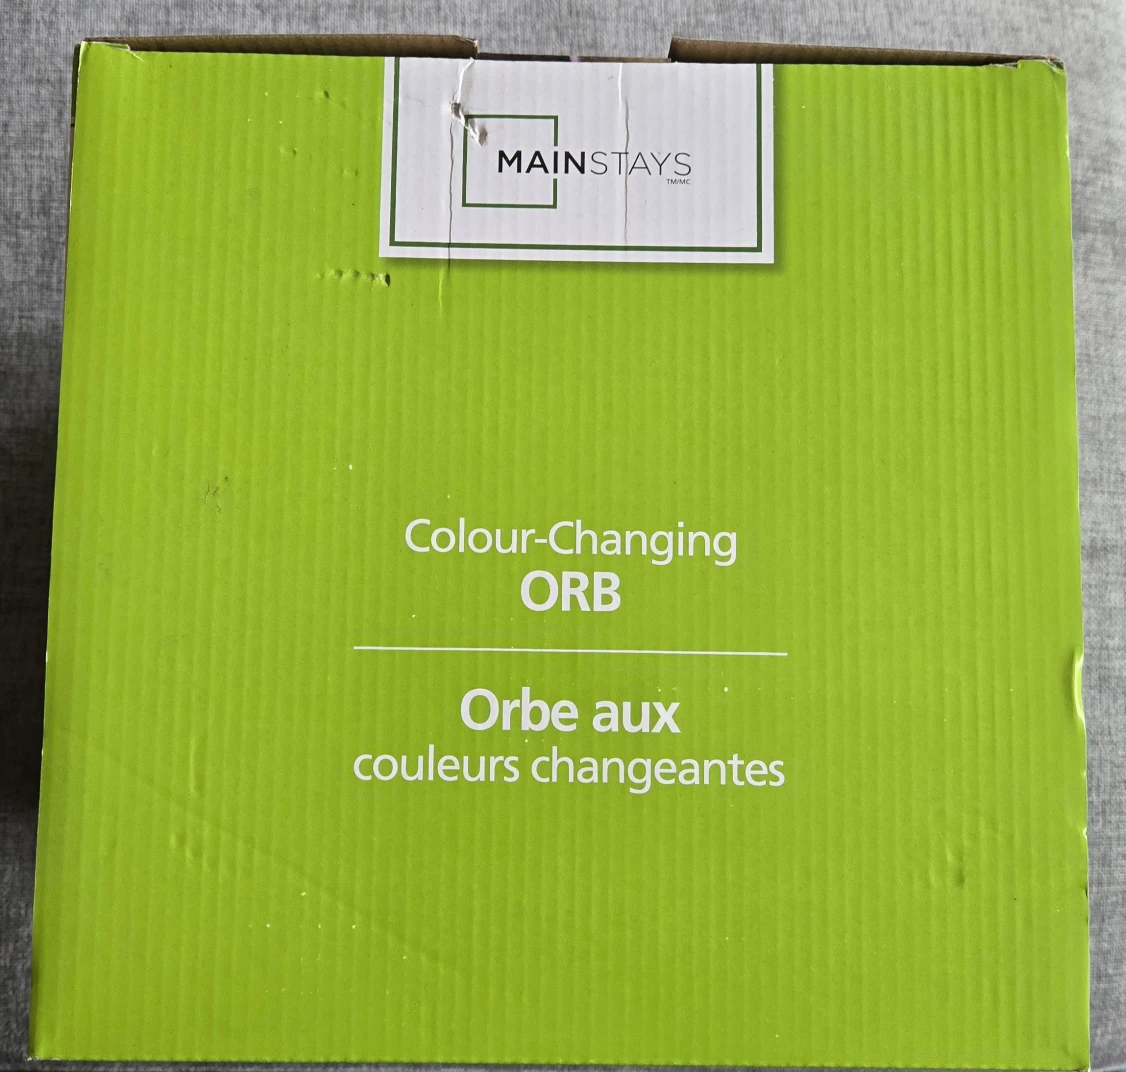 MAINSTAYS
TM/MC
Colour-Changing
ORB
Orbe aux
couleurs changeantes